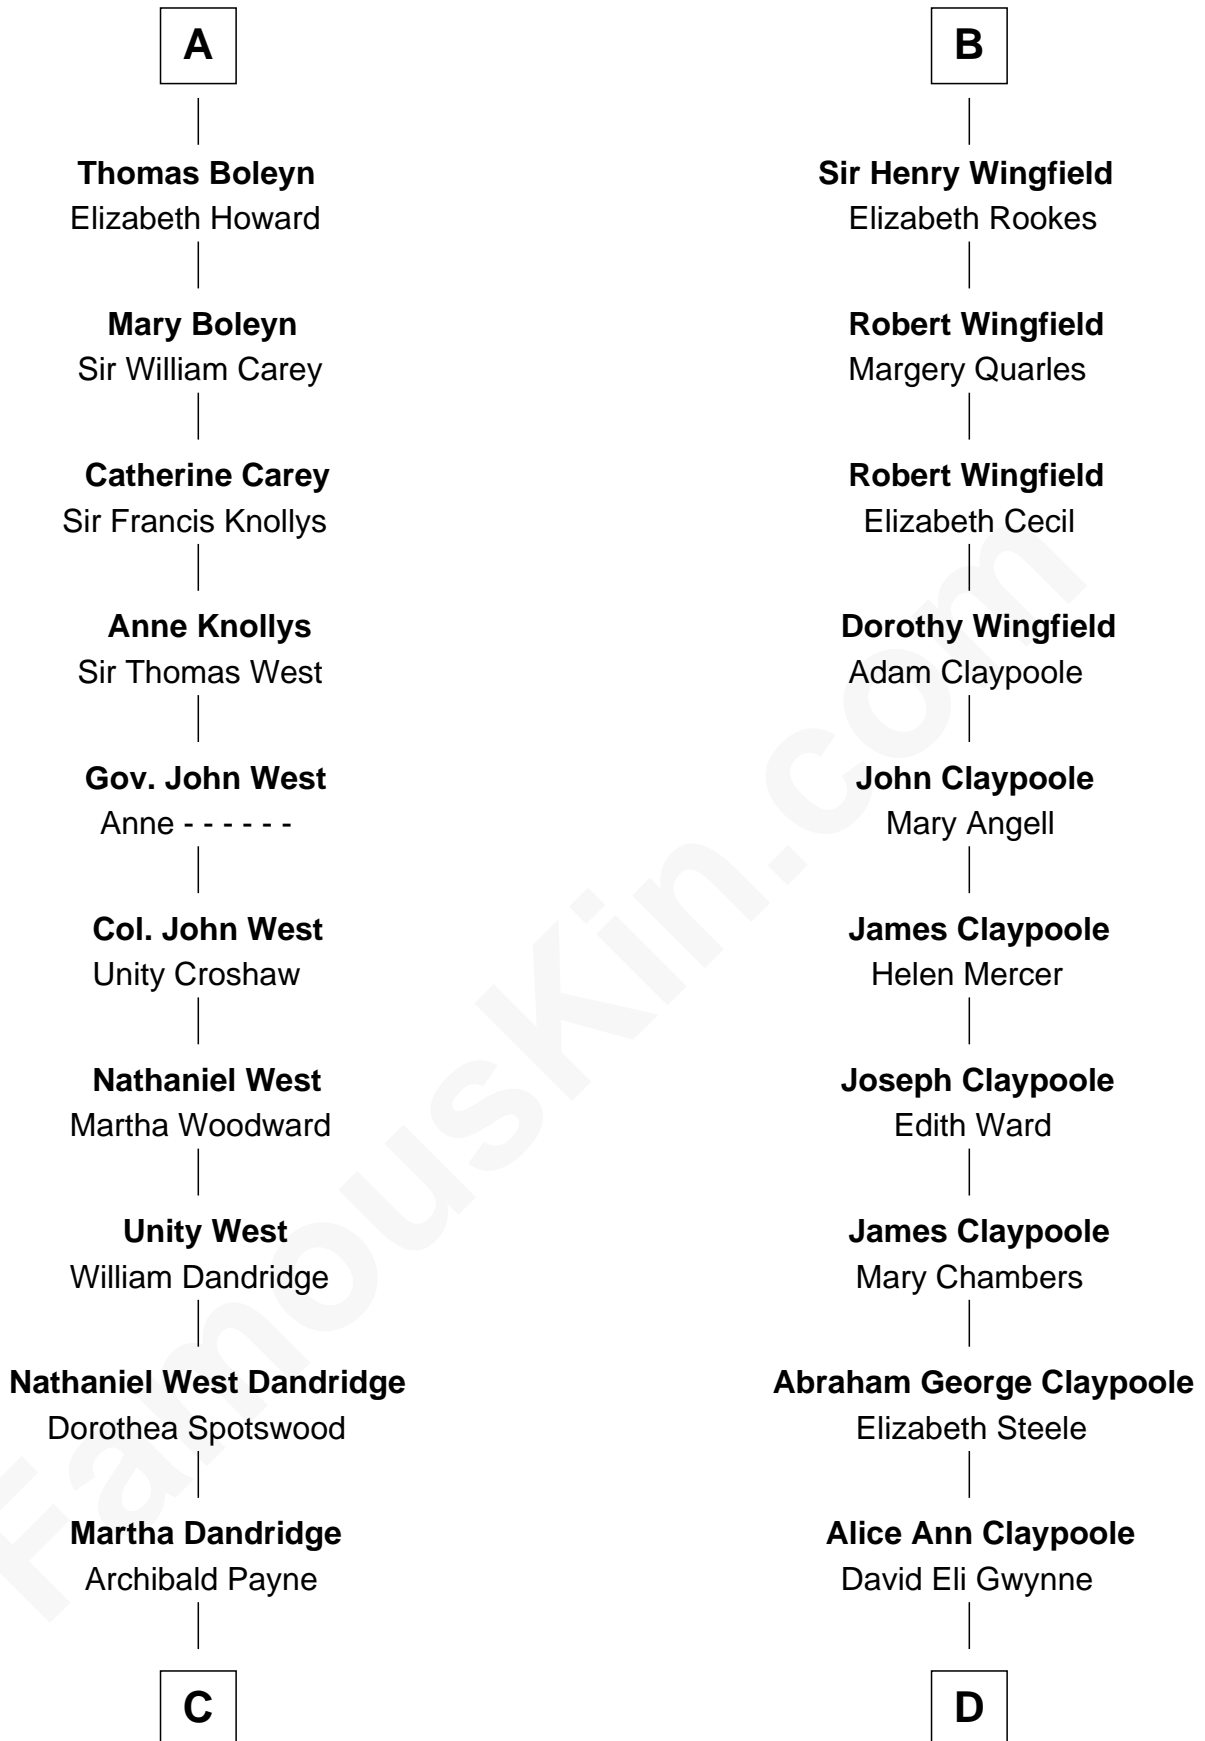 A
Thomas Boleyn
Elizabeth Howard
Mary Boleyn
Sir William Carey
Catherine Carey
Sir Francis Knollys
Anne Knollys
Sir Thomas West
Gov. John West
Anne - - - - - -
Col. John West
Unity Croshaw
Nathaniel West
Martha Woodward
Unity West
William Dandridge
Nathaniel West Dandridge
Dorothea Spotswood
Martha Dandridge
Archibald Payne
C
B
Sir Henry Wingfield
Elizabeth Rookes
Robert Wingfield
Margery Quarles
Robert Wingfield
Elizabeth Cecil
Dorothy Wingfield
Adam Claypoole
John Claypoole
Mary Angell
James Claypoole
Helen Mercer
Joseph Claypoole
Edith Ward
James Claypoole
Mary Chambers
Abraham George Claypoole
Elizabeth Steele
Alice Ann Claypoole
David Eli Gwynne
D
FamousKin.com